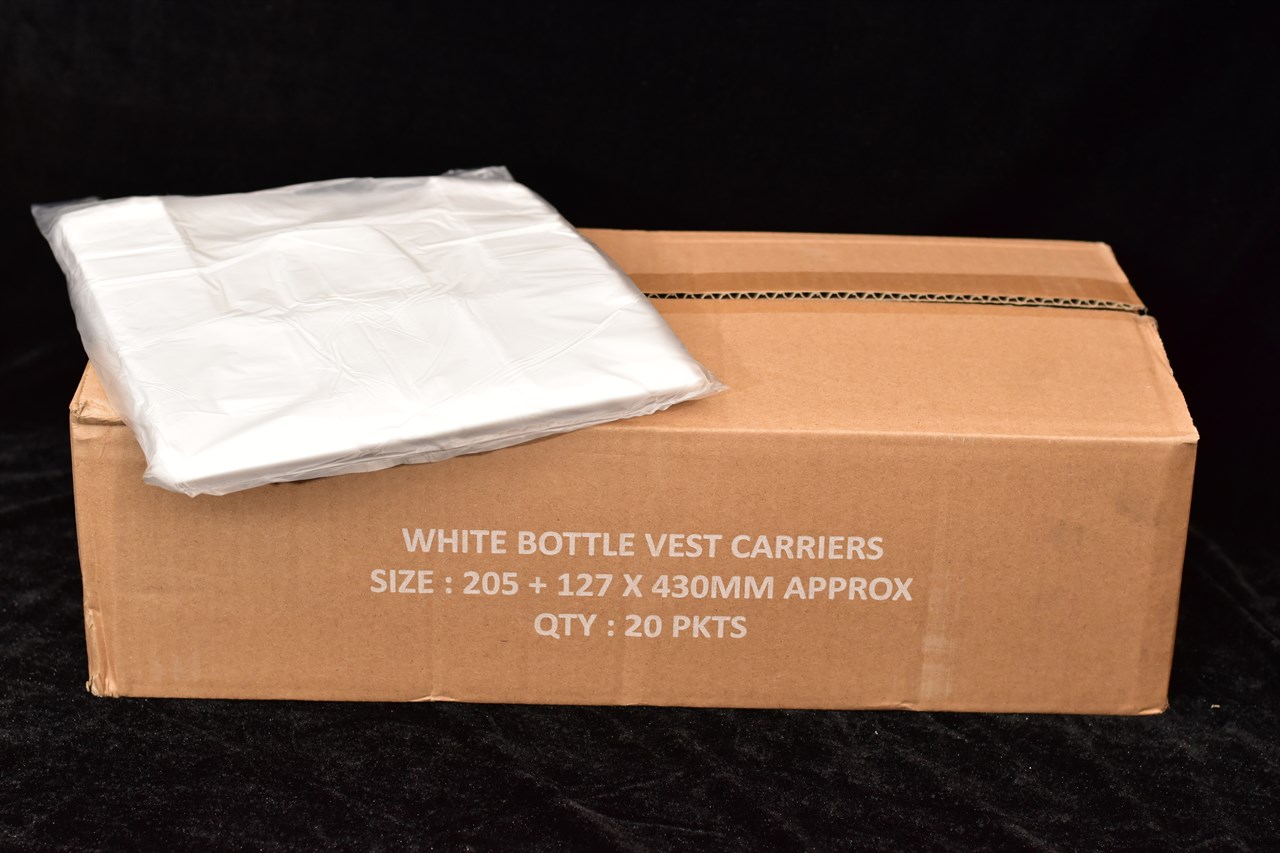 WHITE BOTTLE VEST CARRIERS
SIZE : 205 + 127 X 430MM APPROX
QTY : 20 PKTS